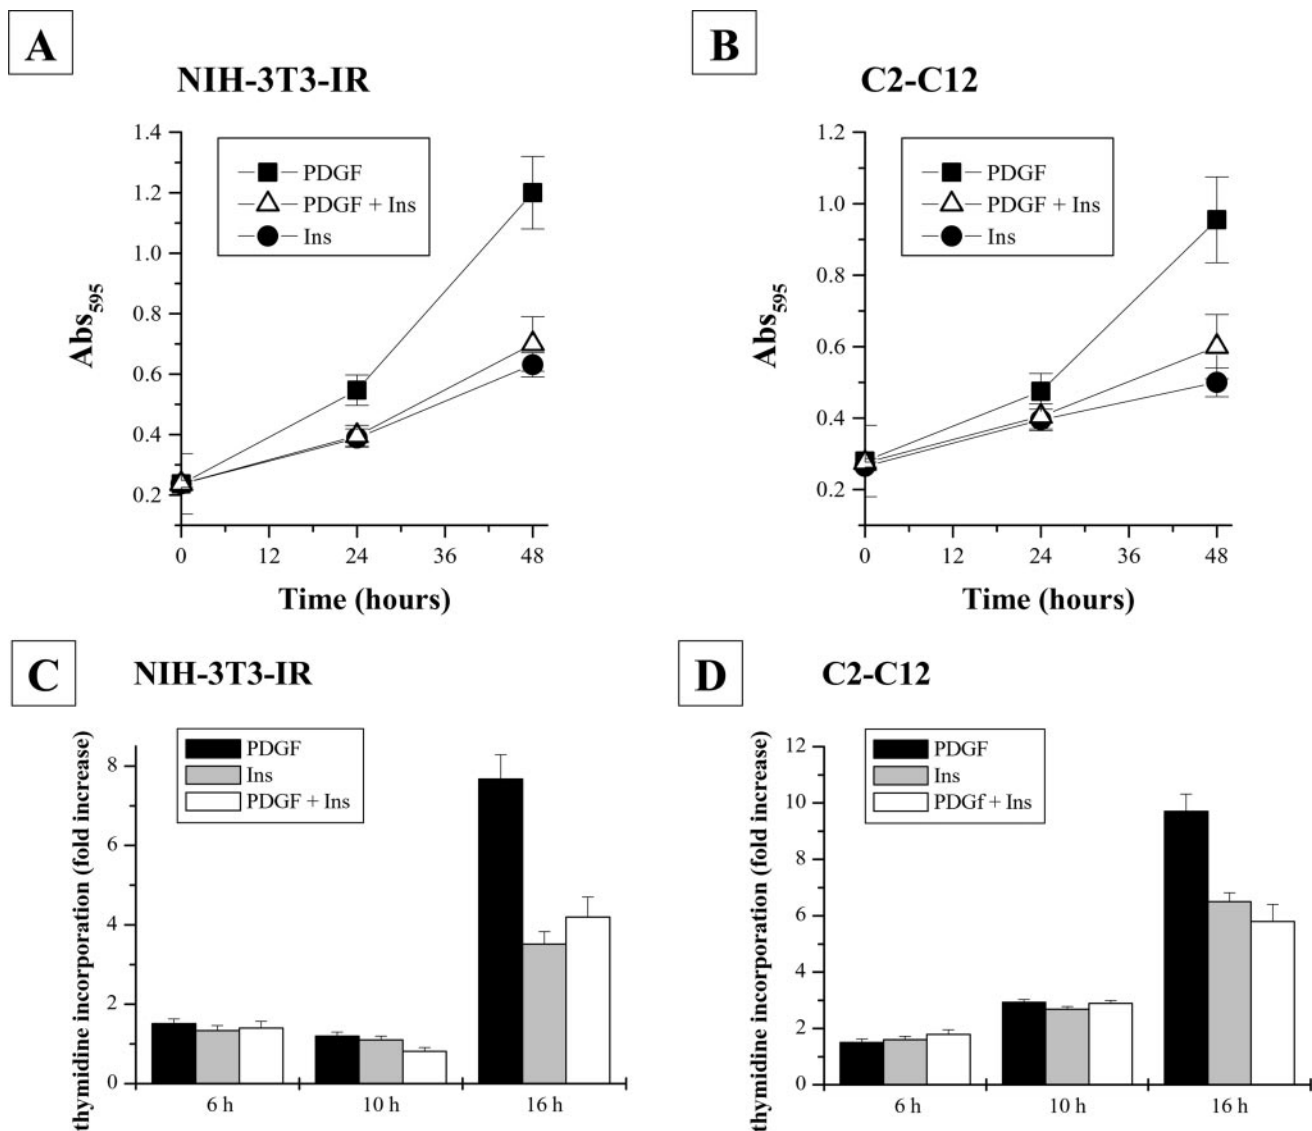 A
NIH-3T3-IR
PDGF
PDGF + Ins
Ins
Abs595
1.4
1.2
1.0
0.8
0.6
0.4
0.2
0 12 24 36 48
Time (hours)
B
C2-C12
PDGF
PDGF + Ins
Ins
Abs595
1.2
1.0
0.8
0.6
0.4
0.2
0 12 24 36 48
Time (hours)
C
NIH-3T3-IR
PDGF
Ins
PDGF + Ins
thymidine incorporation (fold increase)
8
6
4
2
0
6 h 10 h 16 h
D
C2-C12
PDGF
Ins
PDGf + Ins
thymidine incorporation (fold increase)
12
10
8
6
4
2
0
6 h 10 h 16 h